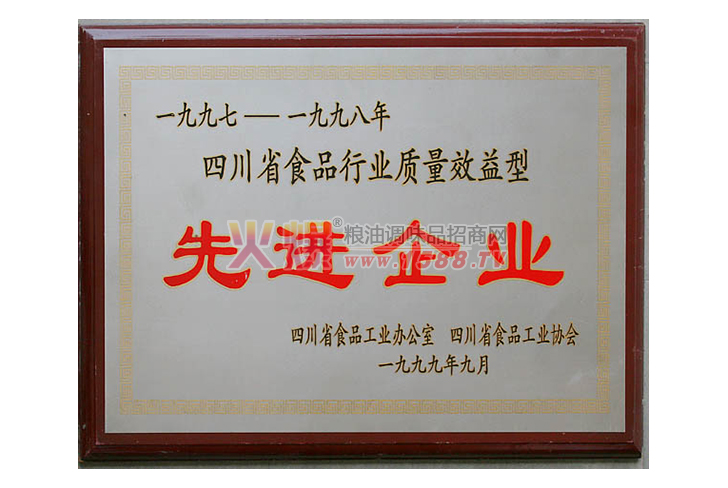 一九九七——一九九八年
四川省食品行业质量效益型
先进企业
火爆®粮油调味品招商网
www.1588.TV
四川省食品工业办公室 四川省食品工业协会
一九九九年九月